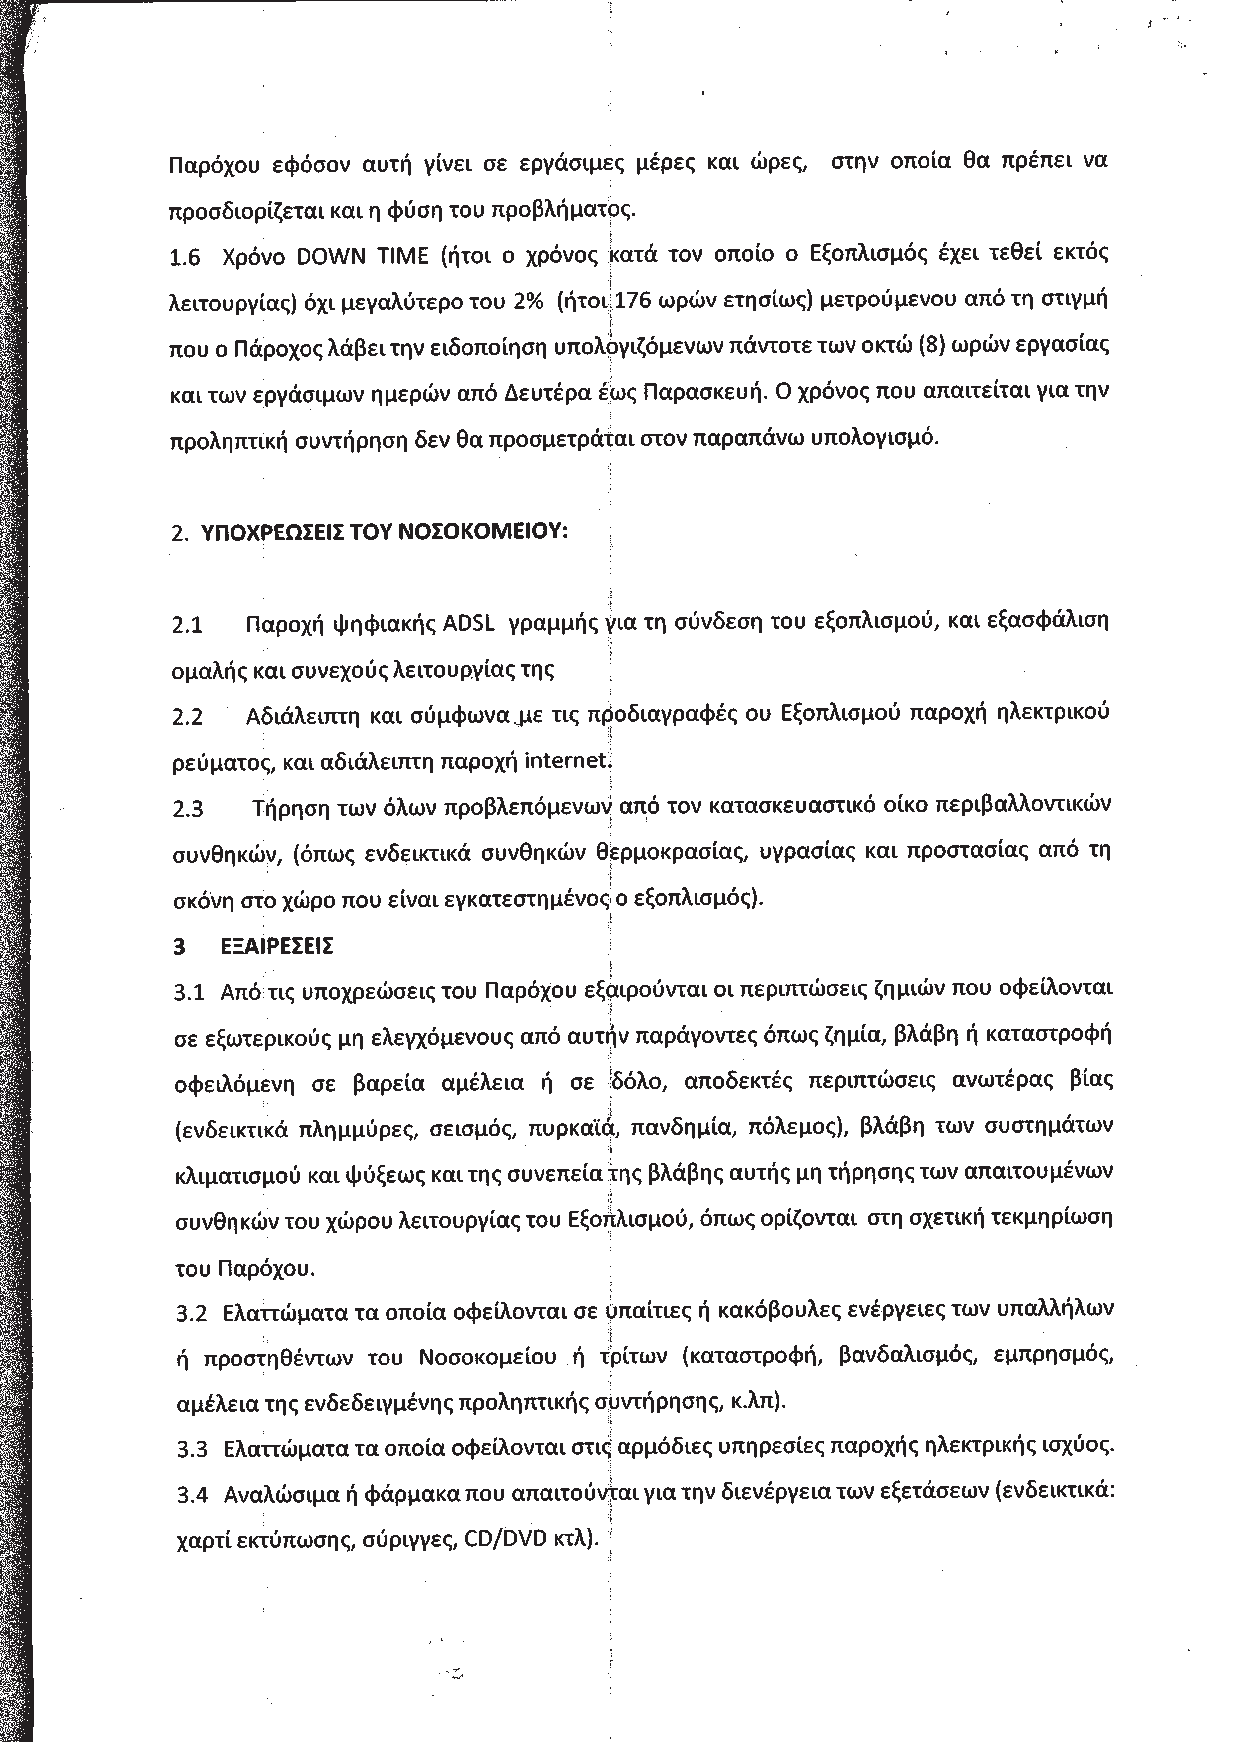 Παρόχου εφόσον αυτή γίνει σε εργάσιμες μέρες και ώρες, στην οποία θα πρέπει να
προσδιορίζεται και η φύση του προβλήματος.
1.6 Χρόνο DOWN TIME (ήτοι ο χρόνος κατά τον οποίο ο Εξοπλισμός έχει τεθεί εκτός
λειτουργίας) όχι μεγαλύτερο του 2% (ήτοι 176 ωρών ετησίως) μετρούμενου από τη στιγμή
που ο Πάροχος λάβει την ειδοποίηση υπολογιζόμενων πάντοτε των οκτώ (8) ωρών εργασίας
και των εργάσιμων ημερών από Δευτέρα έως Παρασκευή. Ο χρόνος που απαιτείται για την
προληπτική συντήρηση δεν θα προσμετράται στον παραπάνω υπολογισμό.
2. ΥΠΟΧΡΕΩΣΕΙΣ ΤΟΥ ΝΟΣΟΚΟΜΕΙΟΥ:
2.1 Παροχή ψηφιακής ADSL γραμμής για τη σύνδεση του εξοπλισμού, και εξασφάλιση
ομαλής και συνεχούς λειτουργίας της
2.2 Αδιάλειπτη και σύμφωνα με τις προδιαγραφές ου Εξοπλισμού παροχή ηλεκτρικού
ρεύματος, και αδιάλειπτη παροχή internet.
2.3 Τήρηση των όλων προβλεπόμενων από τον κατασκευαστικό οίκο περιβαλλοντικών
συνθηκών, (όπως ενδεικτικά συνθηκών θερμοκρασίας, υγρασίας και προστασίας από τη
σκόνη στο χώρο που είναι εγκατεστημένος ο εξοπλισμός).
3 ΕΞΑΙΡΕΣΕΙΣ
3.1 Από τις υποχρεώσεις του Παρόχου εξαιρούνται οι περιπτώσεις ζημιών που οφείλονται
σε εξωτερικούς μη ελεγχόμενους από αυτήν παράγοντες όπως ζημία, βλάβη ή καταστροφή
οφειλόμενη σε βαρεία αμέλεια ή σε δόλο, αποδεκτές περιπτώσεις ανωτέρας βίας
(ενδεικτικά πλημμύρες, σεισμός, πυρκαϊά, πανδημία, πόλεμος), βλάβη των συστημάτων
κλιματισμού και ψύξεως και της συνεπεία της βλάβης αυτής μη τήρησης των απαιτουμένων
συνθηκών του χώρου λειτουργίας του Εξοπλισμού, όπως ορίζονται στη σχετική τεκμηρίωση
του Παρόχου.
3.2 Ελαττώματα τα οποία οφείλονται σε υπαίτιες ή κακόβουλες ενέργειες των υπαλλήλων
ή προστηθέντων του Νοσοκομείου ή τρίτων (καταστροφή, βανδαλισμός, εμπρησμός,
αμέλεια της ενδεδειγμένης προληπτικής συντήρησης, κ.λπ).
3.3 Ελαττώματα τα οποία οφείλονται στις αρμόδιες υπηρεσίες παροχής ηλεκτρικής ισχύος.
3.4 Αναλώσιμα ή φάρμακα που απαιτούνται για την διενέργεια των εξετάσεων (ενδεικτικά:
χαρτί εκτύπωσης, σύριγγες, CD/DVD κτλ).